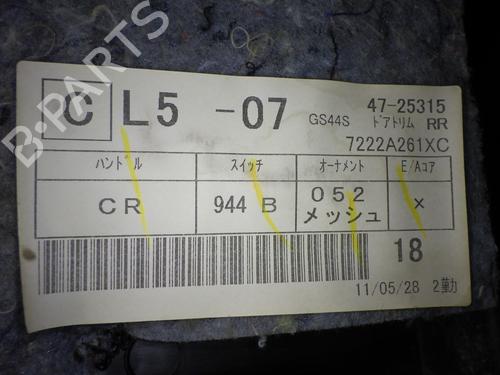 B-PARTS
C L5 -07 GS44S 47-25315
ドアトリム RR
7222A261XC
ハンドル スイッチ オーナメント E/Aコア
CR 944 B 052 メッシュ ×
18
11/05/28 2勤